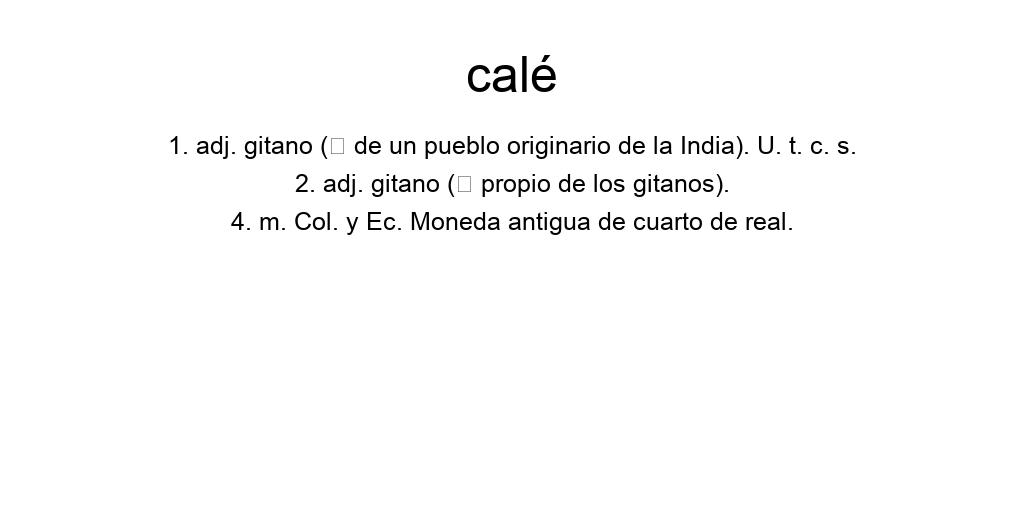 calé
1. adj. gitano (▯ de un pueblo originario de la India). U. t. c. s.
2. adj. gitano (▯ propio de los gitanos).
4. m. Col. y Ec. Moneda antigua de cuarto de real.